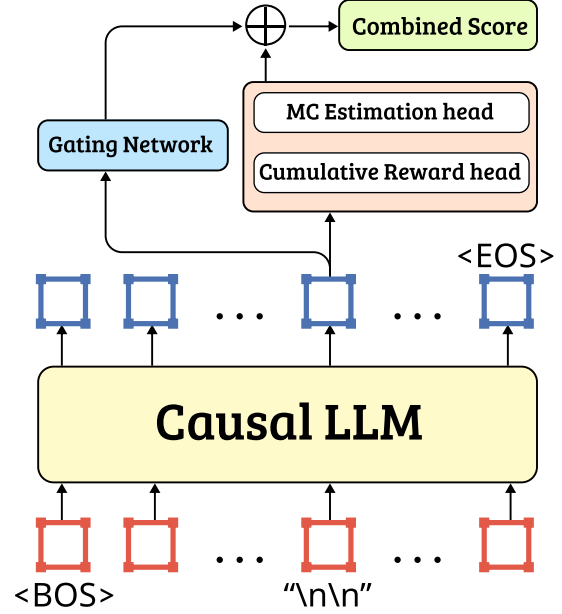 Combined Score
MC Estimation head
Gating Network
Cumulative Reward head
<EOS>
. . .
. . .
Causal LLM
. . .
. . .
<BOS>
“\n\n”